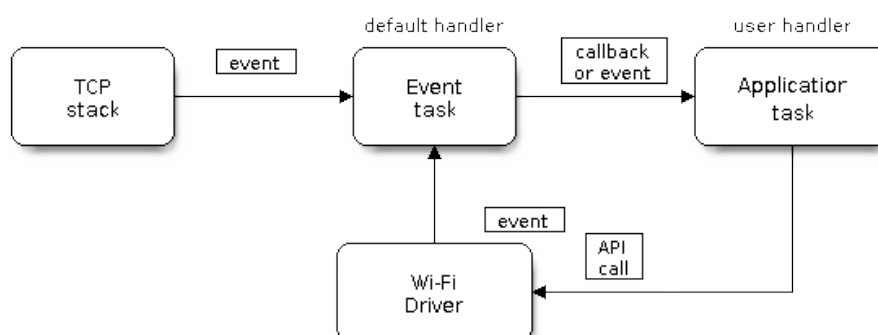 default handler
user handler
event
callback
or event
TCP
stack
Event
task
Application
task
event
API
call
Wi-Fi
Driver